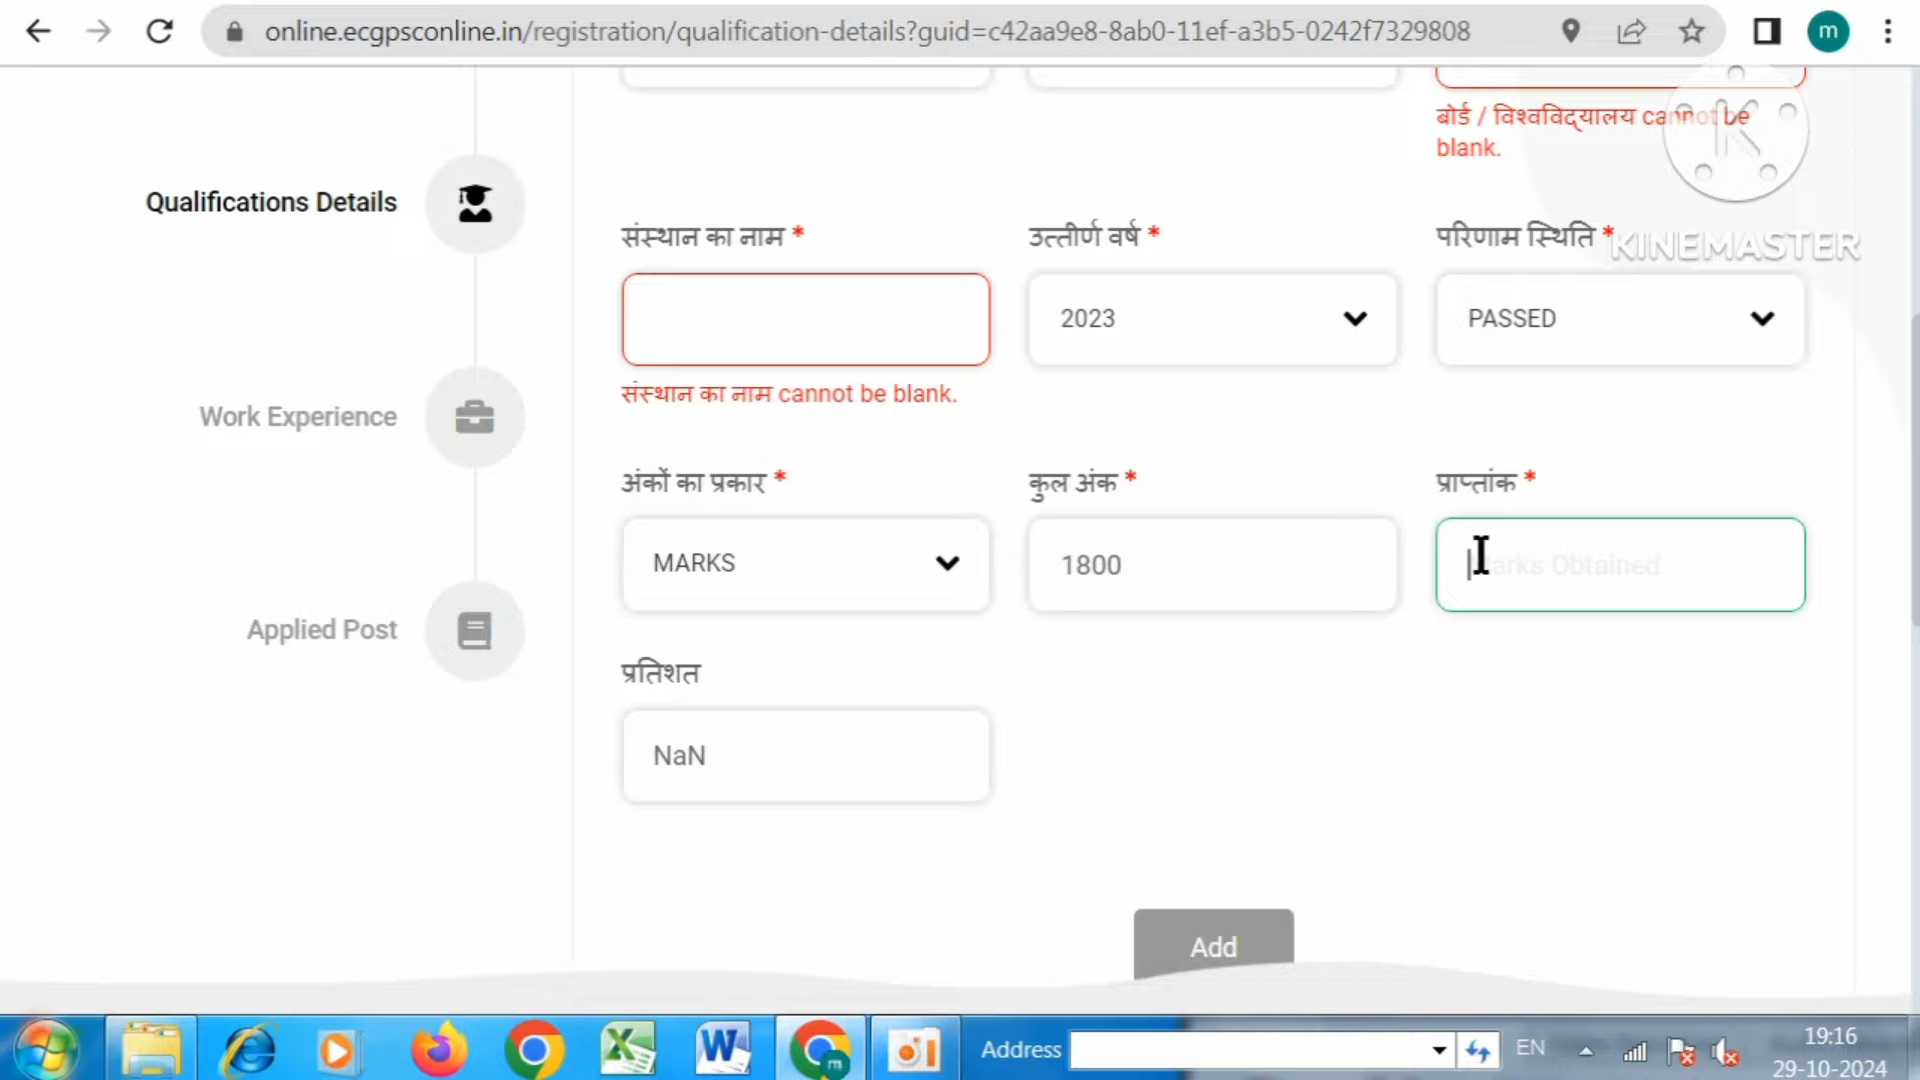 online.ecgpsconline.in/registration/qualification-details?guid=c42aa9e8-8ab0-11ef-a3b5-0242f7329808
m
बोर्ड / विश्वविद्यालय cannot be
blank.
KINEMASTER
Qualifications Details
संस्थान का नाम *
उत्तीर्ण वर्ष *
परिणाम स्थिति *
2023
PASSED
संस्थान का नाम cannot be blank.
Work Experience
अंकों का प्रकार *
कुल अंक *
प्राप्तांक *
MARKS
1800
Marks Obtained
Applied Post
प्रतिशत
NaN
Add
Address
EN
19:16
29-10-2024